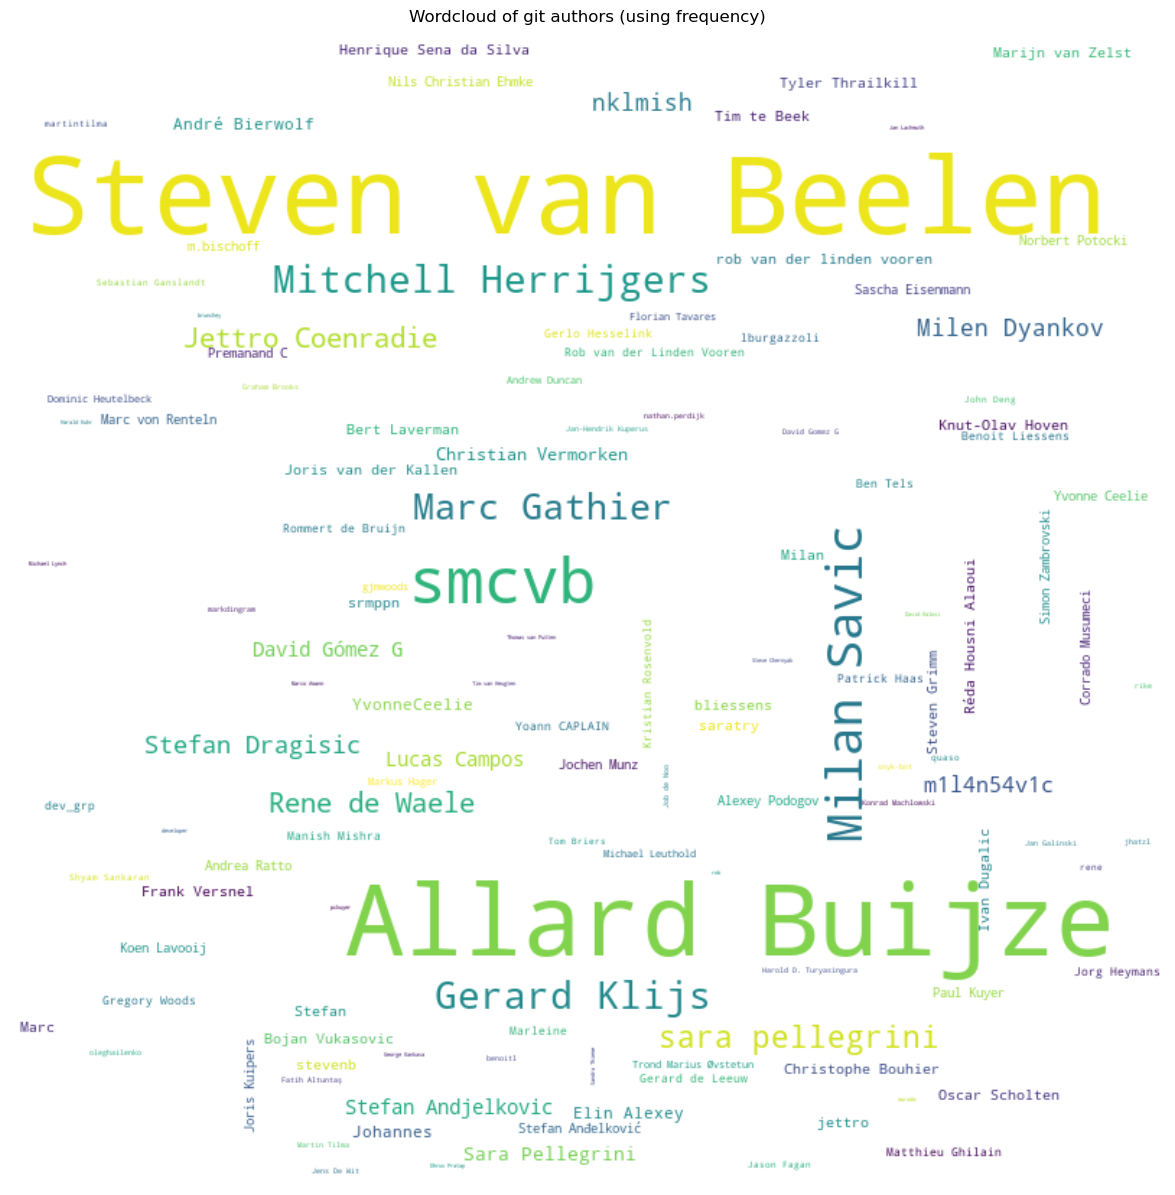 Wordcloud of git authors (using frequency)
Henrique Sena da Silva
Marijn van Zelst
Nils Christian Ehmke
Tyler Thrailkill
nklmish
Tim te Beek
martintilma
André Bierwolf
Steven van Beelen
m.bischoff
Norbert Potocki
rob van der linden vooren
Mitchell Herrijgers
Sebastian Ganslandt
Sascha Eisenmann
Florian Tavares
Milen Dyankov
Jettro Coenradie
Gerlo Hesselink
lburgazzoli
Premanand C
Rob van der Linden Vooren
Andrew Duncan
Graham Brooks
Dominic Heutelbeck
John Deng
nathan.perdijk
Marc von Renteln
Knut-Olav Hoven
Bert Laverman
Jan-Hendrik Kuperus
David Gomez G
Benoit Liessens
Christian Vermorken
Joris van der Kallen
Ben Tels
Yvonne Ceelie
Marc Gathier
Rommert de Bruijn
Simon Zambrovski
Milan
Michael Lynch
smcvb
gjmwoods
srmppn
markdingram
Milan Savic
Réda Housni Alaoui
Corrado Musumeci
Thomas van Putten
David Gómez G
Kristian Rosenvold
Steve Chernyak
Patrick Haas
Steven Grimm
Tim van Heugten
rike
YvonneCeelie
bliessens
Yoann CAPLAIN
saratry
Stefan Dragisic
Lucas Campos
Jochen Munz
quaso
snyk-bot
Markus Hager
Job de Noo
m1l4n54v1c
Rene de Waele
dev_grp
Alexey Podogov
Konrad Wachlowski
developer
Manish Mishra
Tom Briers
Jan Galinski
jhatzl
Michael Leuthold
Andrea Ratto
Ivan Dugalic
rene
Shyam Sankaran
Frank Versnel
Allard Buijze
Koen Lavooij
Harold D. Turyasingura
Jorg Heymans
Gerard Klijs
Paul Kuyer
Gregory Woods
Stefan
Marc
Marleine
sara pellegrini
Bojan Vukasovic
oleghailenko
benoitl
stevenb
Trond Marius Øvstetun
Christophe Bouhier
Fatih Altuntaş
Gerard de Leeuw
Joris Kuipers
Oscar Scholten
Stefan Andjelkovic
Elin Alexey
jettro
Johannes
Stefan Anđelković
Martin Tilma
Sara Pellegrini
Matthieu Ghilain
Jens De Wit
Jason Fagan